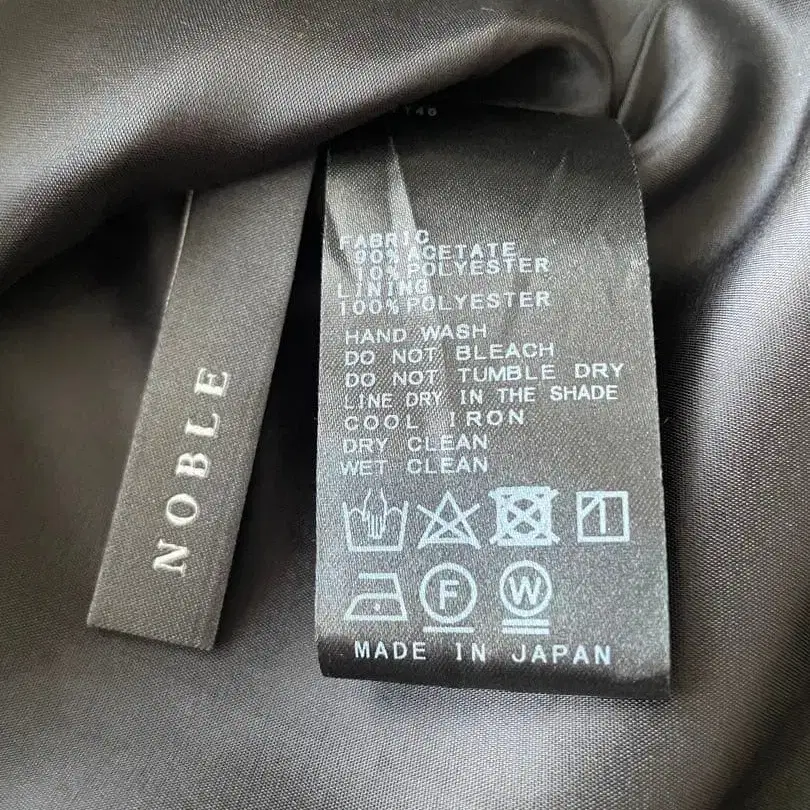 FABRIC
90% ACETATE
10% POLYESTER
LINING
100% POLYESTER
HAND WASH
DO NOT BLEACH
DO NOT TUMBLE DRY
LINE DRY IN THE SHADE
COOL IRON
DRY CLEAN
WET CLEAN
F W
MADE IN JAPAN
NOBLE